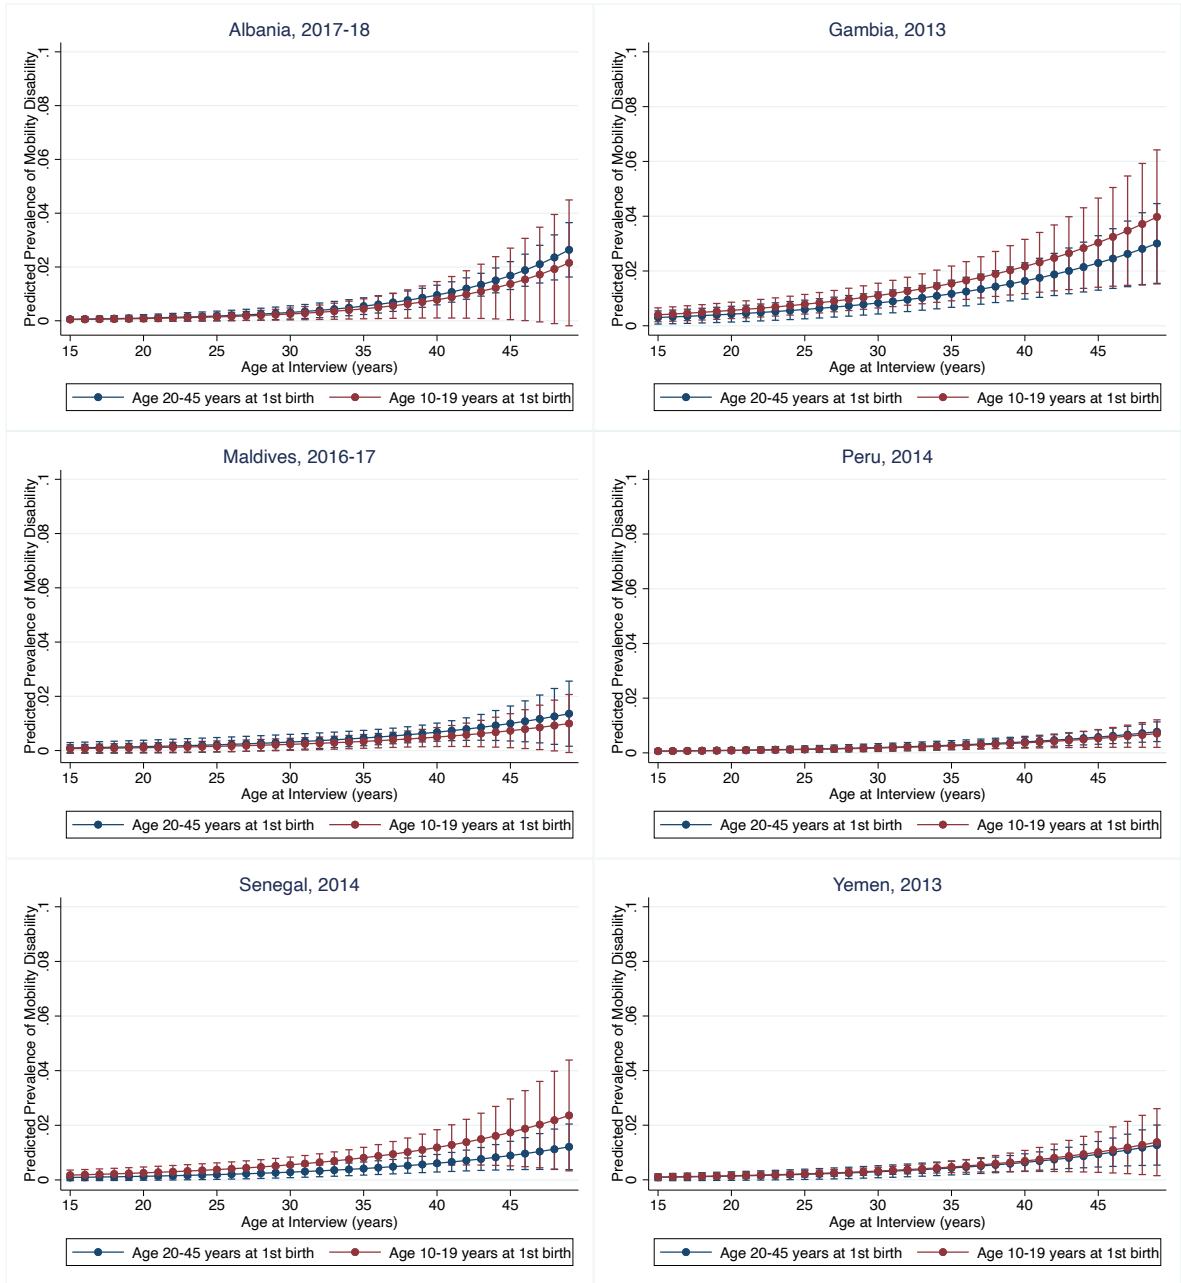 Albania, 2017-18
Predicted Prevalence of Mobility Disability
0 .02 .04 .06 .08 .1
15 20 25 30 35 40 45
Age at Interview (years)
Age 20-45 years at 1st birth Age 10-19 years at 1st birth
Gambia, 2013
Predicted Prevalence of Mobility Disability
0 .02 .04 .06 .08 .1
15 20 25 30 35 40 45
Age at Interview (years)
Age 20-45 years at 1st birth Age 10-19 years at 1st birth
Maldives, 2016-17
Predicted Prevalence of Mobility Disability
0 .02 .04 .06 .08 .1
15 20 25 30 35 40 45
Age at Interview (years)
Age 20-45 years at 1st birth Age 10-19 years at 1st birth
Peru, 2014
Predicted Prevalence of Mobility Disability
0 .02 .04 .06 .08 .1
15 20 25 30 35 40 45
Age at Interview (years)
Age 20-45 years at 1st birth Age 10-19 years at 1st birth
Senegal, 2014
Predicted Prevalence of Mobility Disability
0 .02 .04 .06 .08 .1
15 20 25 30 35 40 45
Age at Interview (years)
Age 20-45 years at 1st birth Age 10-19 years at 1st birth
Yemen, 2013
Predicted Prevalence of Mobility Disability
0 .02 .04 .06 .08 .1
15 20 25 30 35 40 45
Age at Interview (years)
Age 20-45 years at 1st birth Age 10-19 years at 1st birth